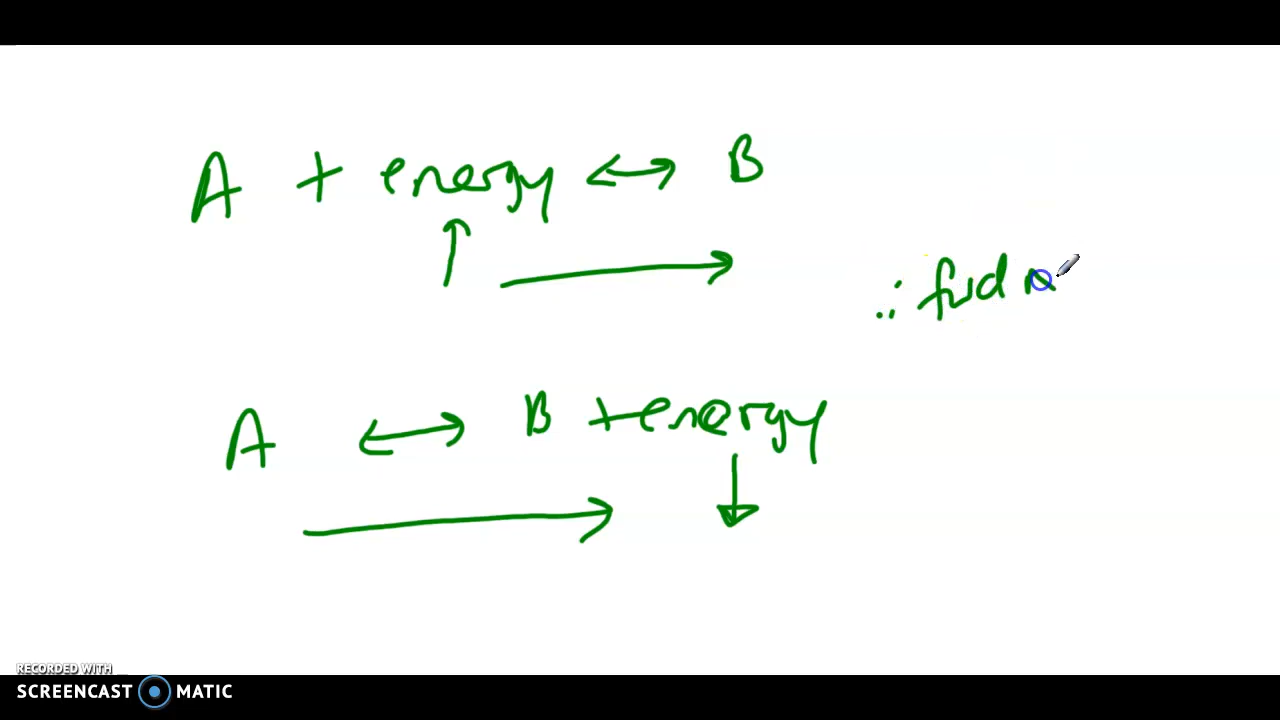 A + energy ↔ B
↑ →
∴ fwd
A ↔ B + energy
→ ↓
RECORDED WITH
SCREENCAST MATIC